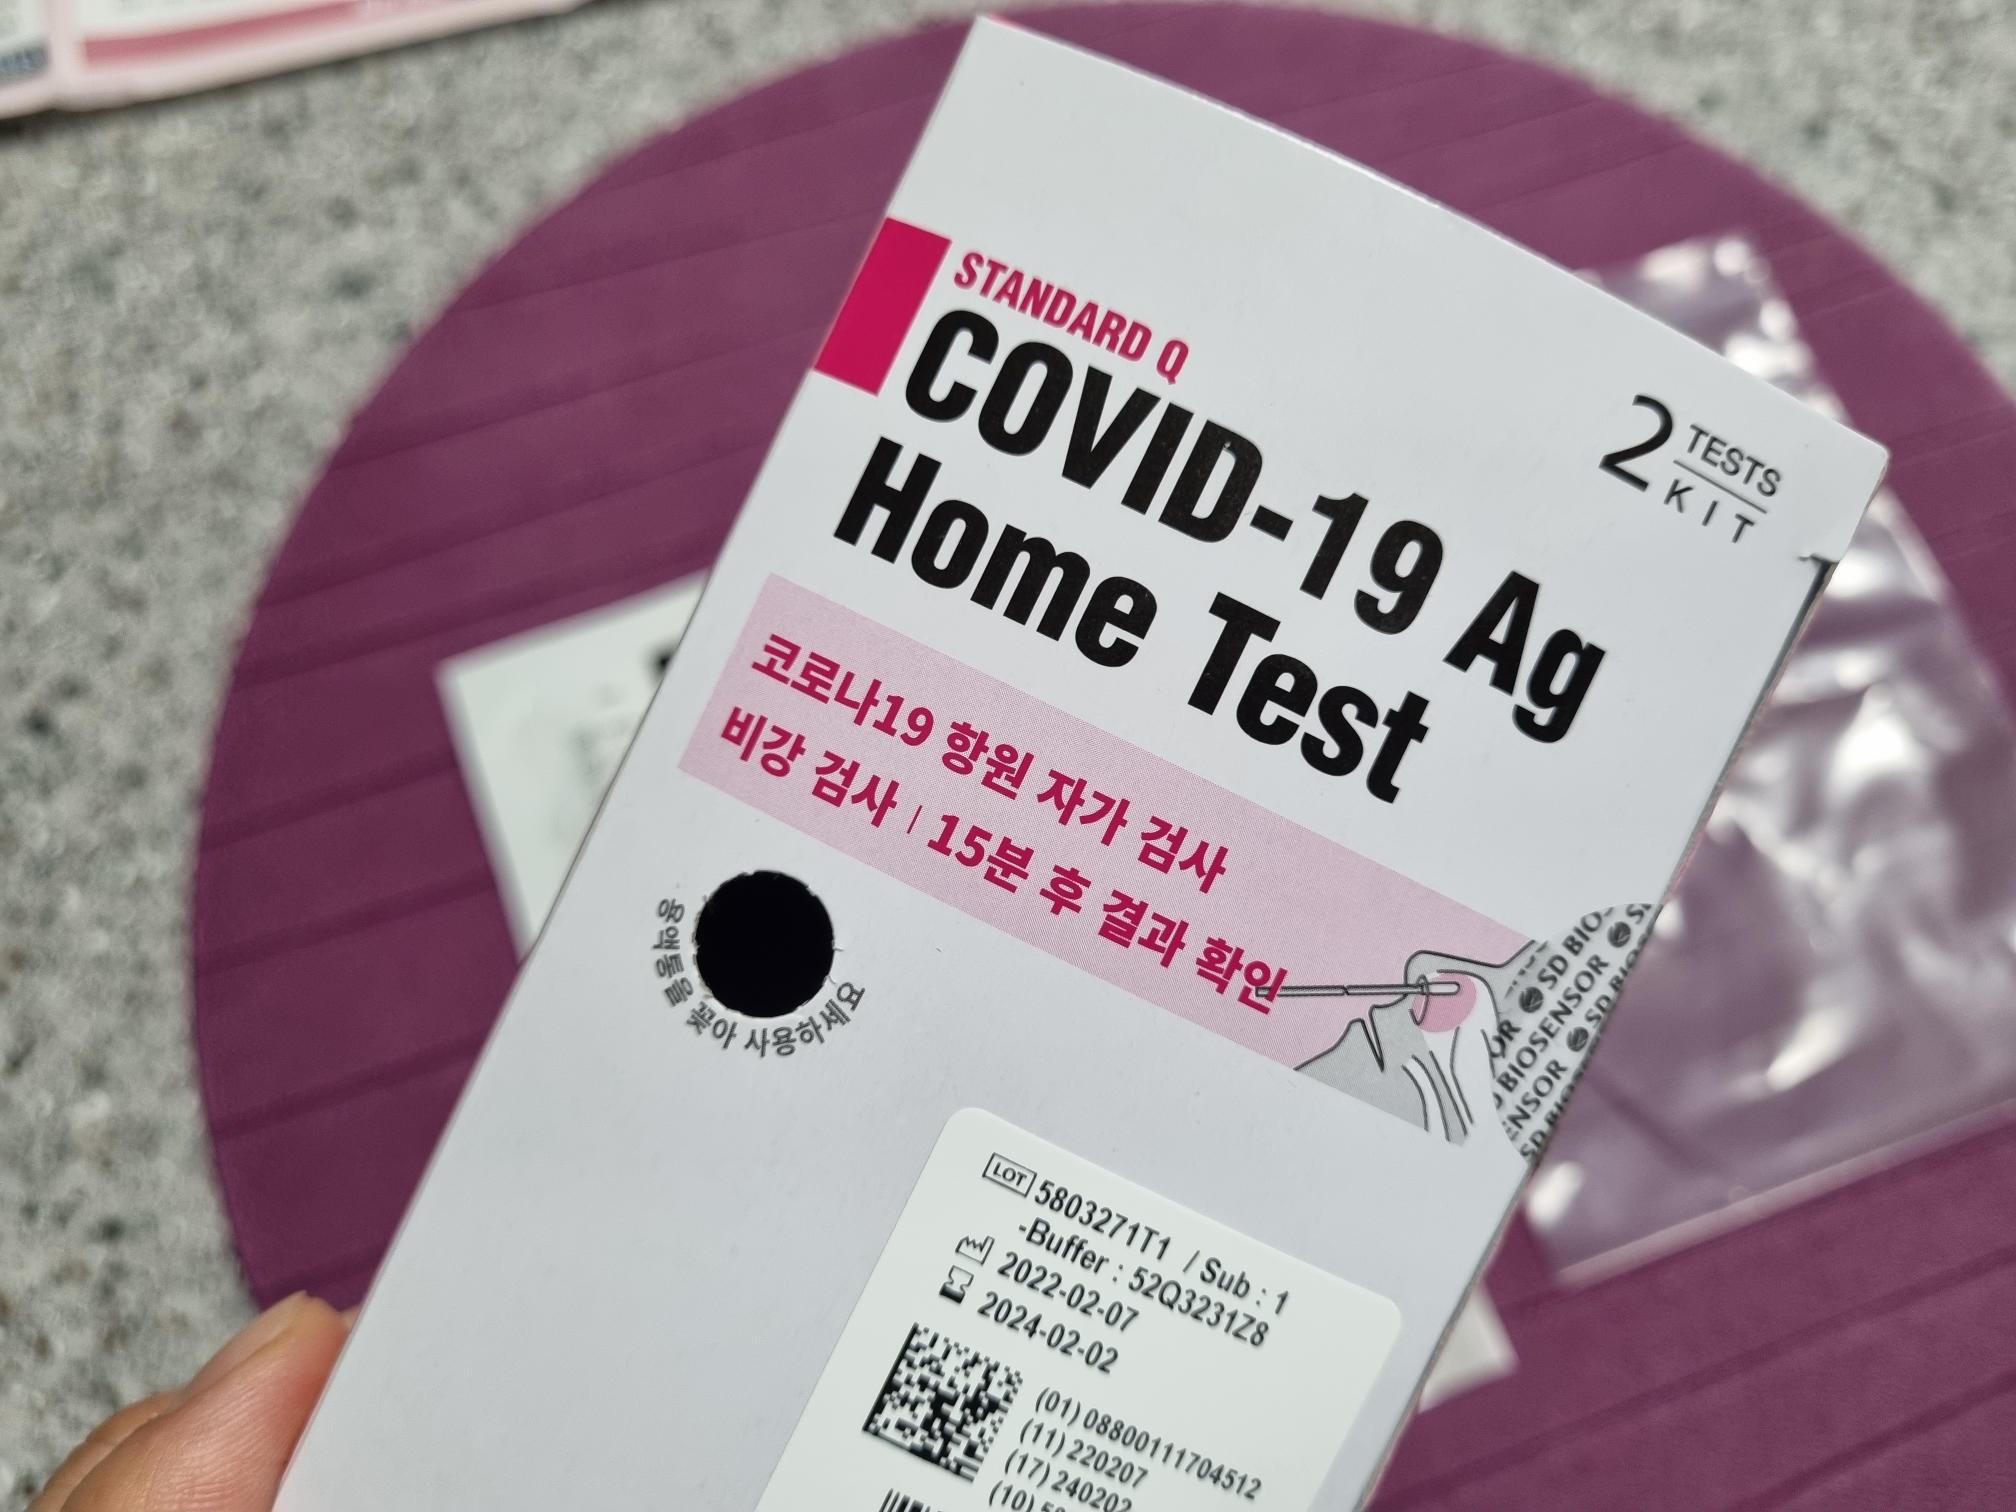 STANDARD Q
COVID-19 Ag
Home Test
2 TESTS
KIT
코로나19 항원 자가 검사
비강 검사 | 15분 후 결과 확인
용액통을 꽂아 사용하세요
SD BIO
SD BIOSENSOR
LOT 5803271T1 / Sub : 1
-Buffer : 52Q3231Z8
2022-02-07
2024-02-02
(01) 08800111704512
(11) 220207
(17) 240202
(10)